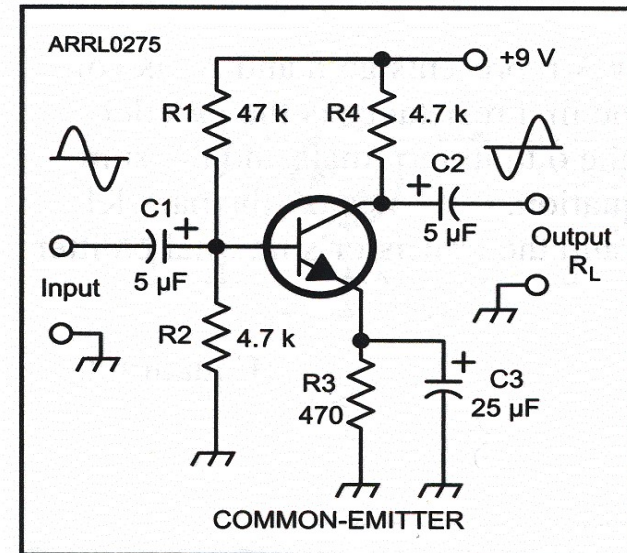 ARRL0275
+9 V
R1 47 k
R4 4.7 k
C1
+
5 µF
C2
+
5 µF
Input
Output
RL
R2 4.7 k
R3
470
+
C3
25 µF
COMMON-EMITTER